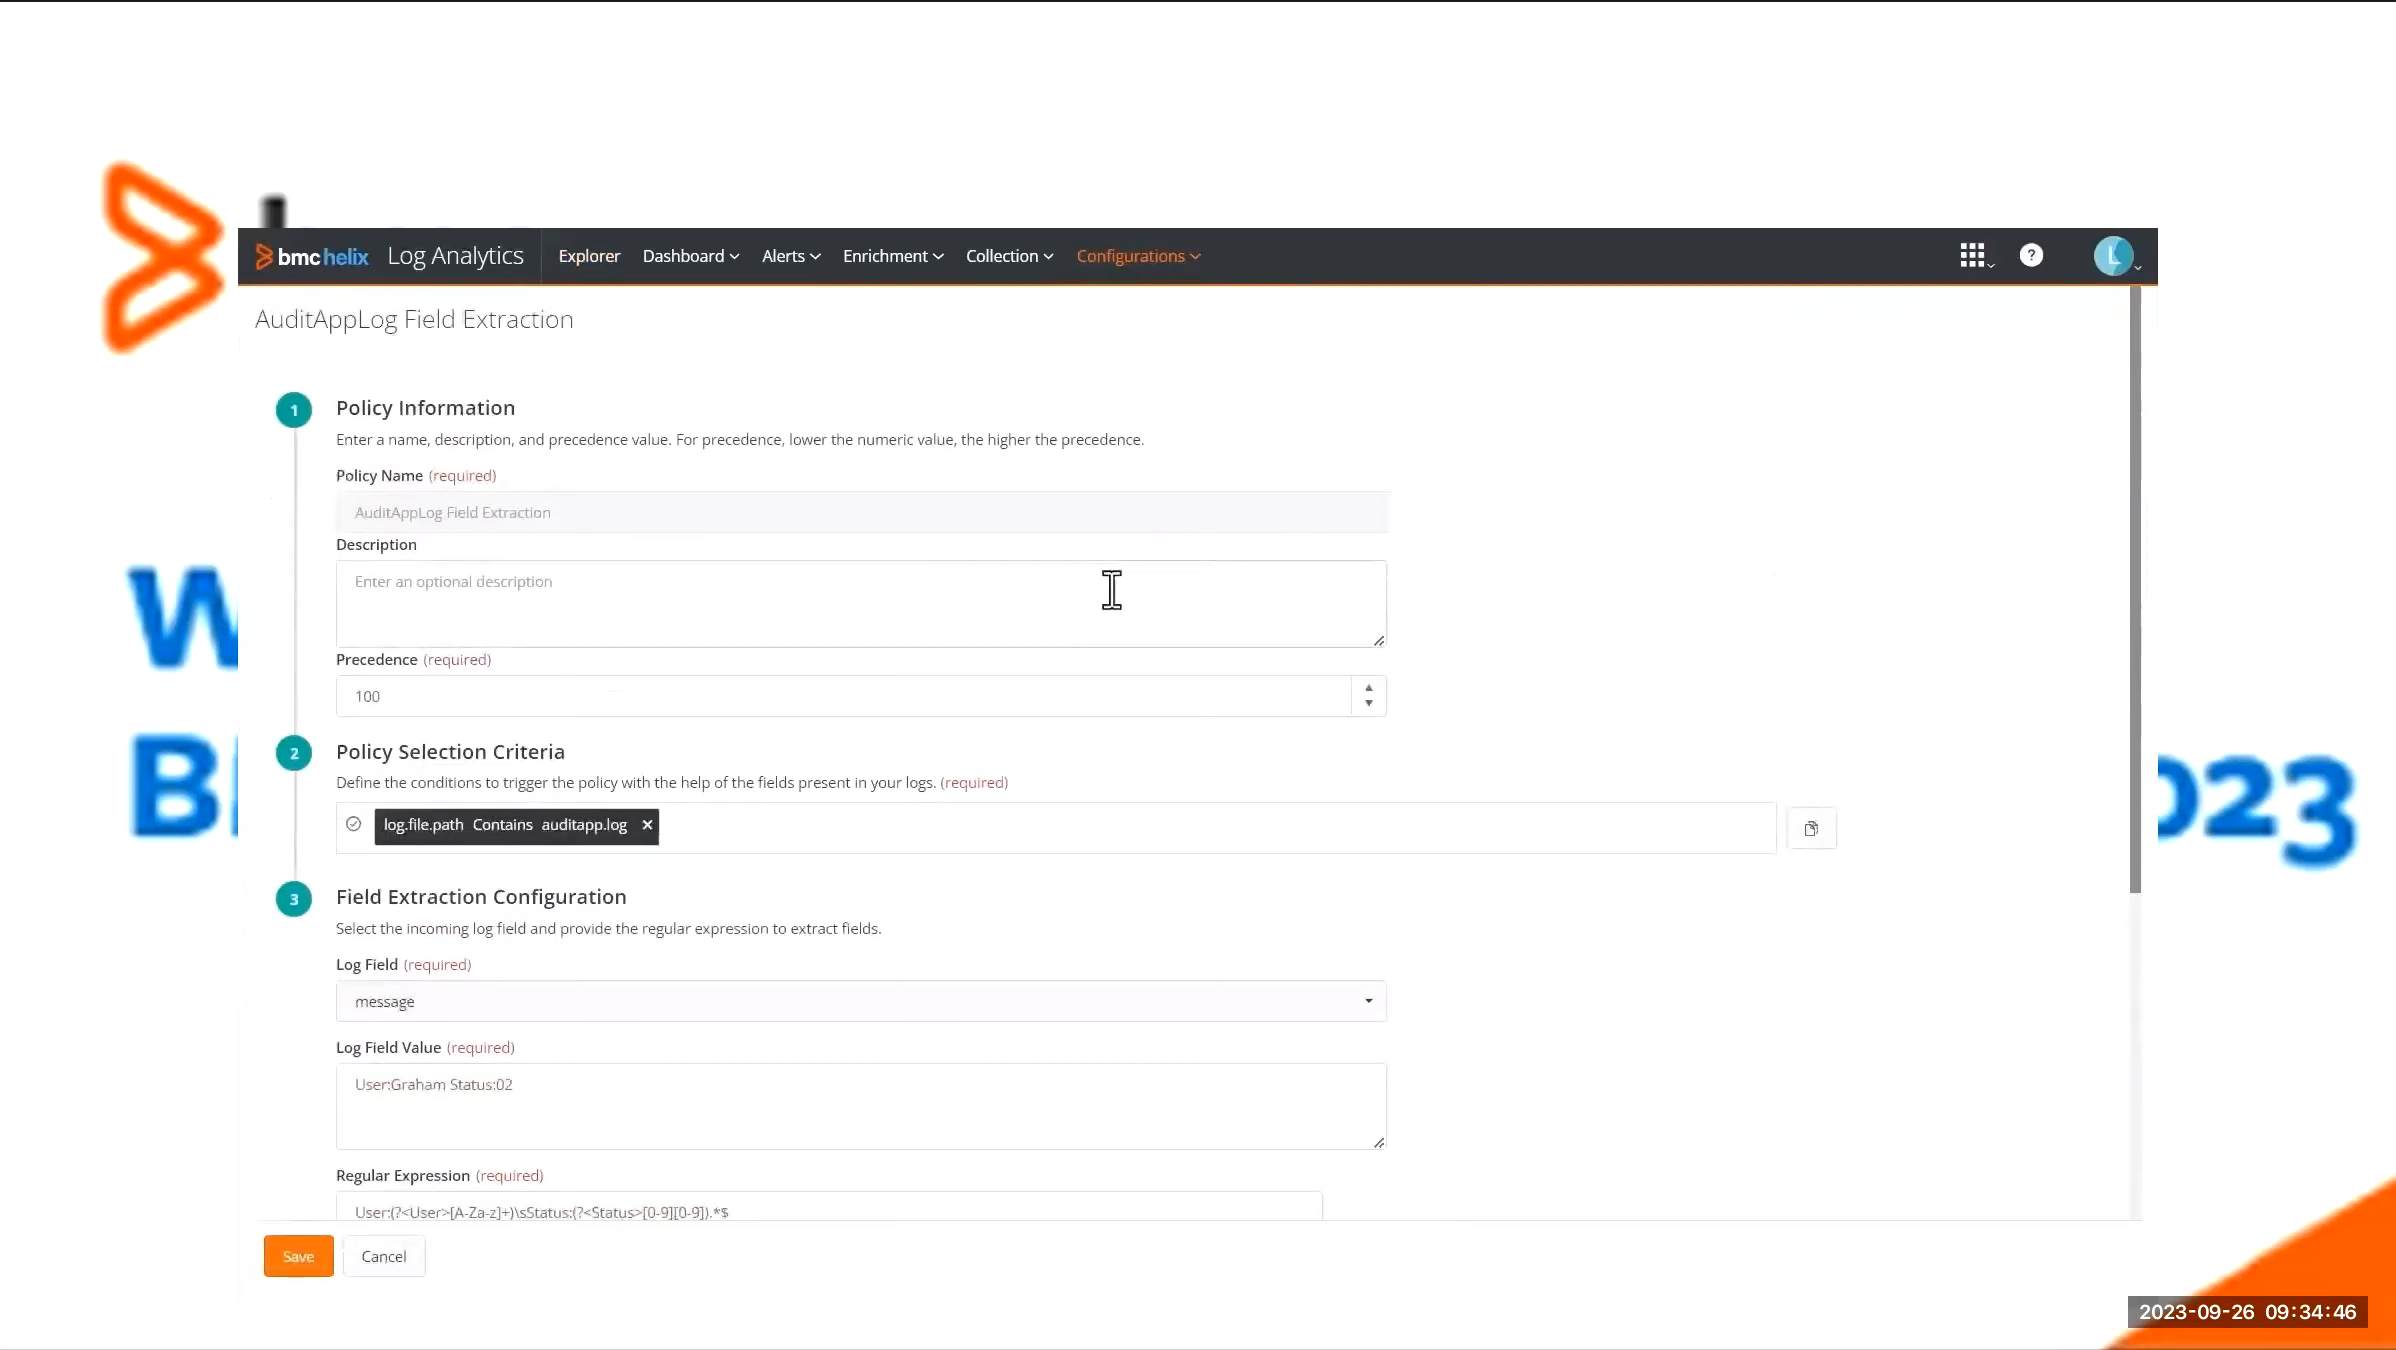 bmc helix Log Analytics Explorer Dashboard Alerts Enrichment Collection Configurations ? L
AuditAppLog Field Extraction
1 Policy Information
Enter a name, description, and precedence value. For precedence, lower the numeric value, the higher the precedence.
Policy Name (required)
AuditAppLog Field Extraction
Description
Enter an optional description
Precedence (required)
100
2 Policy Selection Criteria
Define the conditions to trigger the policy with the help of the fields present in your logs. (required)
log.file.path Contains auditapp.log ×
3 Field Extraction Configuration
Select the incoming log field and provide the regular expression to extract fields.
Log Field (required)
message
Log Field Value (required)
User:Graham Status:02
Regular Expression (required)
User:(?<User>[A-Za-z]+)\sStatus:(?<Status>[0-9][0-9]).*$
Save Cancel
2023-09-26 09:34:46